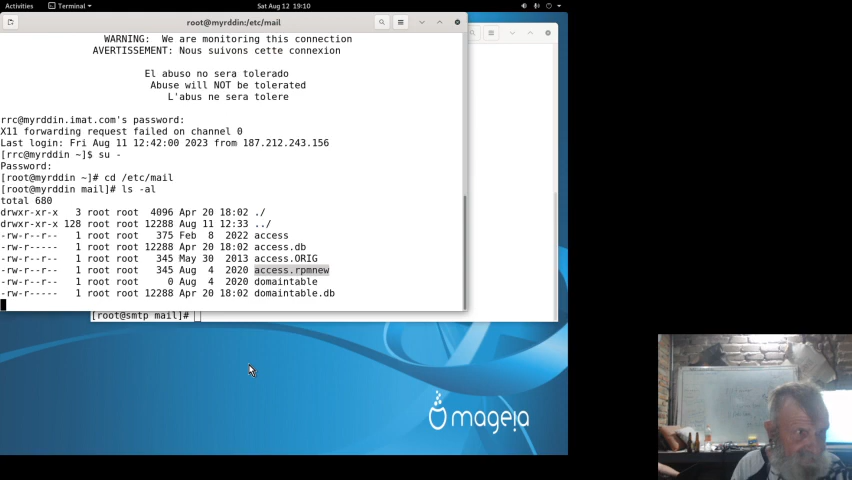 Activities
Terminal
Sat Aug 12 19:10
root@myrddin:/etc/mail
WARNING:  We are monitoring this connection
AVERTISSEMENT: Nous suivons cette connexion
El abuso no sera tolerado
Abuse will NOT be tolerated
L'abus ne sera tolere
rrc@myrddin.imat.com's password:
X11 forwarding request failed on channel 0
Last login: Fri Aug 11 12:42:00 2023 from 187.212.243.156
[rrc@myrddin ~]$ su -
Password:
[root@myrddin ~]# cd /etc/mail
[root@myrddin mail]# ls -al
total 680
drwxr-xr-x   3 root root  4096 Apr 20 18:02 ./
drwxr-xr-x 128 root root 12288 Aug 11 12:33 ../
-rw-r--r--   1 root root   375 Feb  8  2022 access
-rw-r-----   1 root root 12288 Apr 20 18:02 access.db
-rw-r--r--   1 root root   345 May 30  2013 access.ORIG
-rw-r--r--   1 root root   345 Aug  4  2020 access.rpmnew
-rw-r--r--   1 root root     0 Aug  4  2020 domaintable
-rw-r-----   1 root root 12288 Apr 20 18:02 domaintable.db
[root@smtp mail]#
mageia